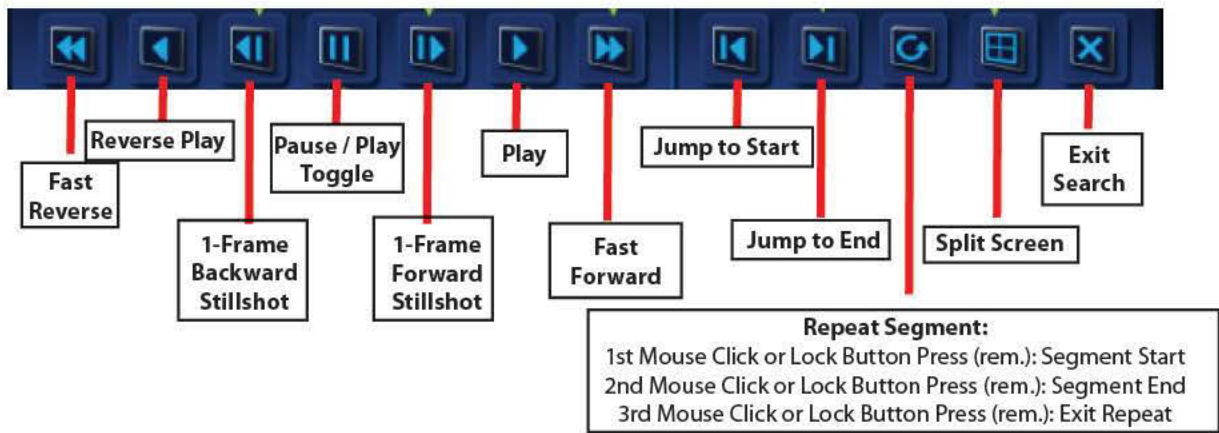 Fast
Reverse
Reverse Play
1-Frame
Backward
Stillshot
Pause / Play
Toggle
1-Frame
Forward
Stillshot
Play
Fast
Forward
Jump to Start
Jump to End
Repeat Segment:
1st Mouse Click or Lock Button Press (rem.): Segment Start
2nd Mouse Click or Lock Button Press (rem.): Segment End
3rd Mouse Click or Lock Button Press (rem.): Exit Repeat
Split Screen
Exit
Search